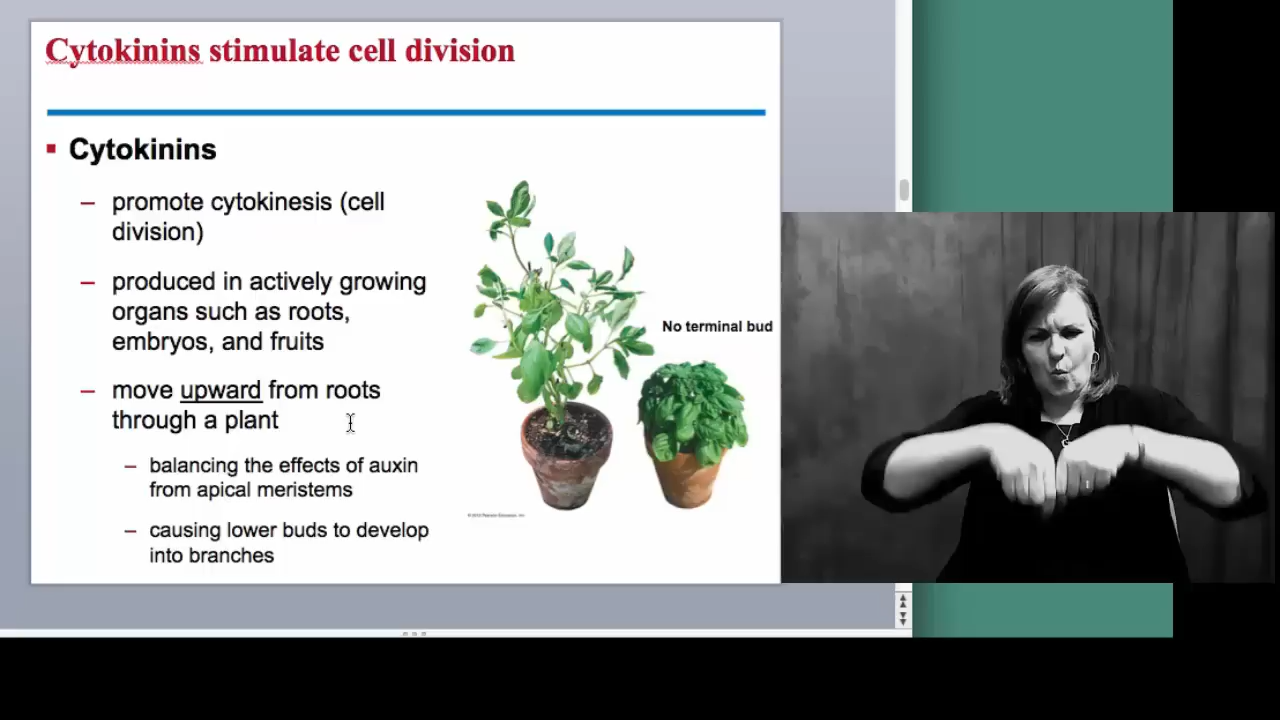 Cytokinins stimulate cell division
▪ Cytokinins
– promote cytokinesis (cell
division)
– produced in actively growing
organs such as roots,
embryos, and fruits
– move upward from roots
through a plant
– balancing the effects of auxin
from apical meristems
– causing lower buds to develop
into branches
No terminal bud